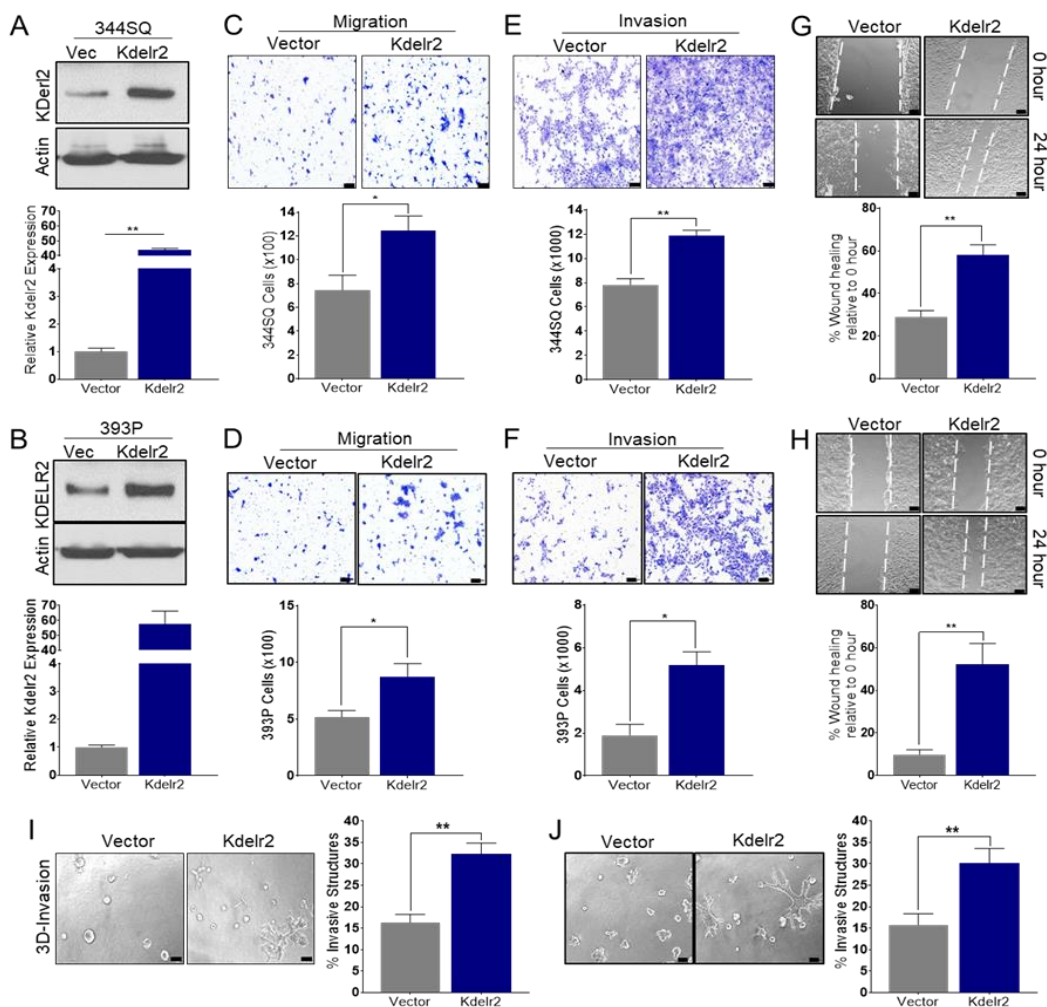 A
344SQ
Vec Kdelr2
KDerl2
Actin
Relative Kdelr2 Expression
70
60
50
40
4
3
2
1
0
**
Vector Kdelr2
C
Migration
Vector Kdelr2
344SQ Cells (x100)
14
12
10
8
6
4
2
0
*
Vector Kdelr2
E
Invasion
Vector Kdelr2
344SQ Cells (x1000)
14
12
10
8
6
4
2
0
**
Vector Kdelr2
G
Vector Kdelr2
0 hour
24 hour
% Wound healing
relative to 0 hour
80
60
40
20
0
**
Vector Kdelr2
B
393P
Vec Kdelr2
KDELR2
Actin
Relative Kdelr2 Expression
70
60
50
40
4
3
2
1
0
Vector Kdelr2
D
Migration
Vector Kdelr2
393P Cells (x100)
15
10
5
0
*
Vector Kdelr2
F
Invasion
Vector Kdelr2
393P Cells (x1000)
8
6
4
2
0
*
Vector Kdelr2
H
Vector Kdelr2
0 hour
24 hour
% Wound healing
relative to 0 hour
80
60
40
20
0
**
Vector Kdelr2
I
Vector Kdelr2
3D-Invasion
% Invasive Structures
40
35
30
25
20
15
10
5
0
**
Vector Kdelr2
J
Vector Kdelr2
% Invasive Structures
40
35
30
25
20
15
10
5
0
**
Vector Kdelr2